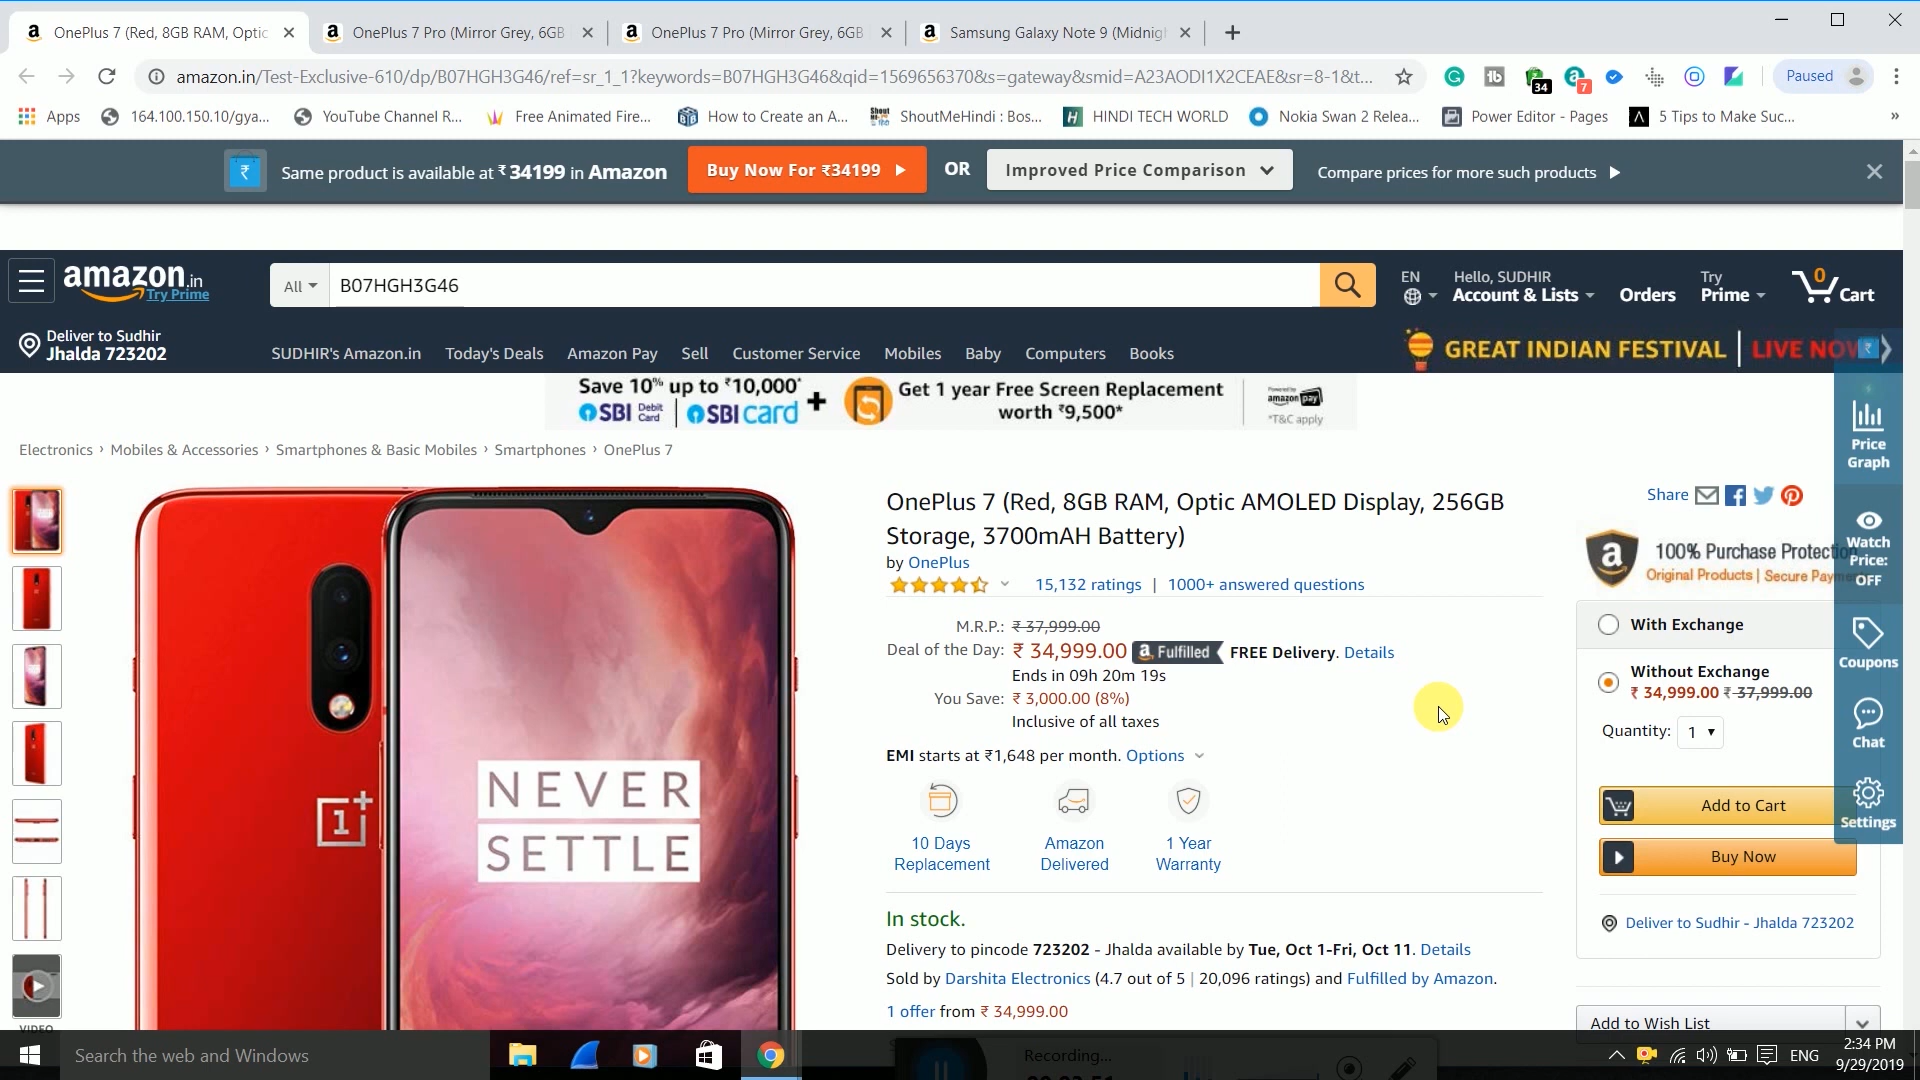 OnePlus 7 (Red, 8GB RAM, Optic
OnePlus 7 Pro (Mirror Grey, 6GB
OnePlus 7 Pro (Mirror Grey, 6GB
Samsung Galaxy Note 9 (Midnigh
amazon.in/Test-Exclusive-610/dp/B07HGH3G46/ref=sr_1_1?keywords=B07HGH3G46&qid=1569656370&s=gateway&smid=A23AODI1X2CEAE&sr=8-1&t...
34
7
Paused
Apps
164.100.150.10/gya...
YouTube Channel R...
Free Animated Fire...
How to Create an A...
ShoutMeHindi : Bos...
HINDI TECH WORLD
Nokia Swan 2 Relea...
Power Editor - Pages
5 Tips to Make Suc...
»
Same product is available at ₹ 34199 in Amazon
Buy Now For ₹34199
OR
Improved Price Comparison
Compare prices for more such products
amazon.in
Try Prime
All
B07HGH3G46
EN
Hello, SUDHIR
Account & Lists
Orders
Try
Prime
0
Cart
Deliver to Sudhir
Jhalda 723202
SUDHIR's Amazon.in
Today's Deals
Amazon Pay
Sell
Customer Service
Mobiles
Baby
Computers
Books
GREAT INDIAN FESTIVAL | LIVE NOW
Save 10% up to ₹10,000*
SBI Debit Card | SBI card
+
Get 1 year Free Screen Replacement
worth ₹9,500*
Powered by
amazon pay
*T&C apply
Electronics › Mobiles & Accessories › Smartphones & Basic Mobiles › Smartphones › OnePlus 7
OnePlus 7 (Red, 8GB RAM, Optic AMOLED Display, 256GB
Storage, 3700mAH Battery)
by OnePlus
15,132 ratings | 1000+ answered questions
M.R.P.: ₹ 37,999.00
Deal of the Day: ₹ 34,999.00 a Fulfilled FREE Delivery. Details
Ends in 09h 20m 19s
You Save: ₹ 3,000.00 (8%)
Inclusive of all taxes
EMI starts at ₹1,648 per month. Options
10 Days
Replacement
Amazon
Delivered
1 Year
Warranty
In stock.
Delivery to pincode 723202 - Jhalda available by Tue, Oct 1-Fri, Oct 11. Details
Sold by Darshita Electronics (4.7 out of 5 | 20,096 ratings) and Fulfilled by Amazon.
1 offer from ₹ 34,999.00
NEVER
SETTLE
1+
VIDEO
Share
100% Purchase Protectio
Original Products | Secure Payme
With Exchange
Without Exchange
₹ 34,999.00 ₹ 37,999.00
Quantity: 1
Add to Cart
Buy Now
Deliver to Sudhir - Jhalda 723202
Add to Wish List
Price
Graph
Watch
Price:
OFF
Coupons
Chat
Settings
Search the web and Windows
Recording...
ENG
2:34 PM
9/29/2019